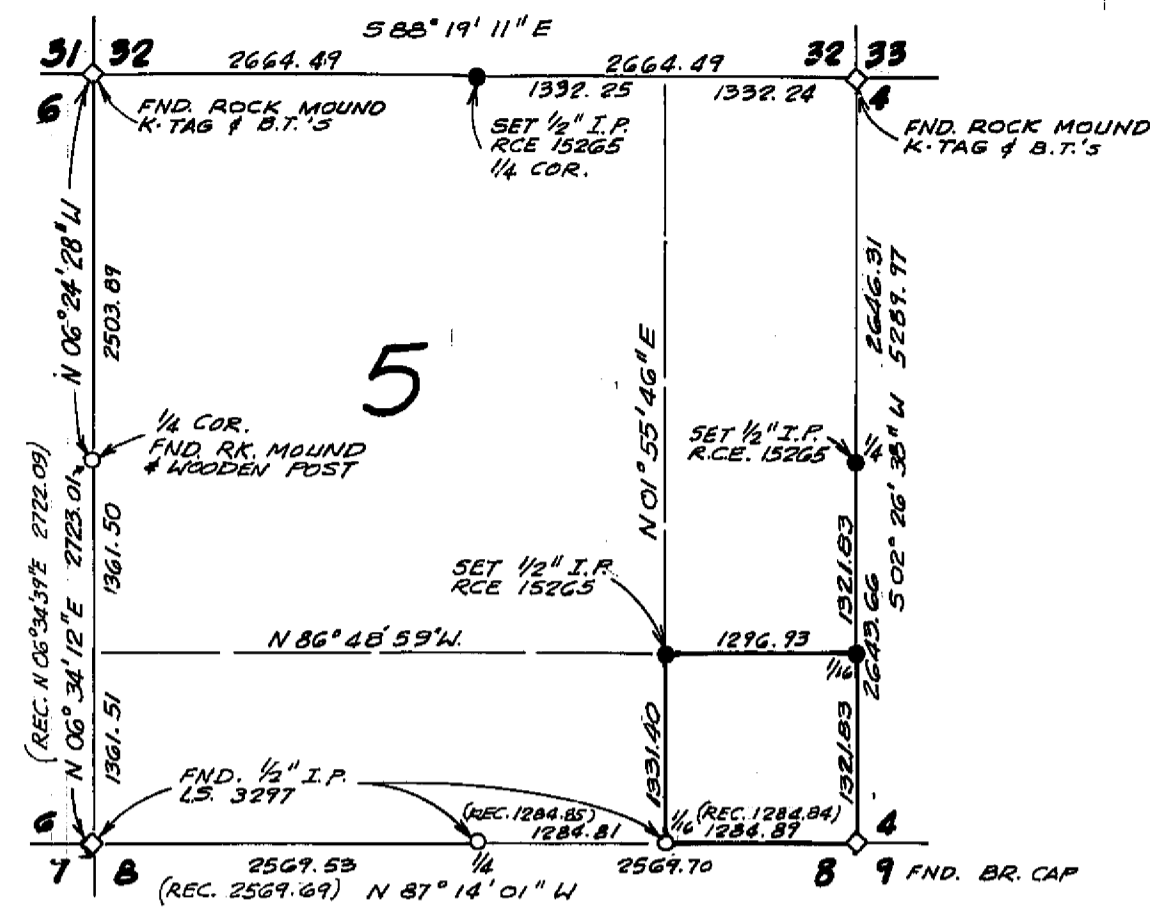 S 88° 19' 11" E
31 32
2664.49
2664.49
32 33
1332.25
1332.24
6
4
FND. ROCK MOUND
K-TAG & B.T.'S
SET 1/2" I.P.
RCE 15265
1/4 COR.
FND. ROCK MOUND
K-TAG & B.T.'S
N 06° 24' 28" W
2503.89
5
N 01° 55' 46" E
2646.31
S 02° 26' 38" W 5289.97
1/4 COR.
FND. RK. MOUND
& WOODEN POST
SET 1/2" I.P.
R.C.E. 15265
1/4
(REC. N 06°34'39"E 2722.09)
N 06° 34' 12" E 2723.01
1361.50
1321.83
2643.66
SET 1/2" I.P.
RCE 15265
N 86° 48' 59" W.
1296.93
1/16
1361.51
1331.40
1321.83
FND. 1/2" I.P.
LS. 3297
(REC. 1284.85)
1284.81
1/16
(REC. 1284.84)
1284.89
6
4
7 8
2569.53
1/4
2569.70
8 9
FND. BR. CAP
(REC. 2569.69) N 87° 14' 01" W